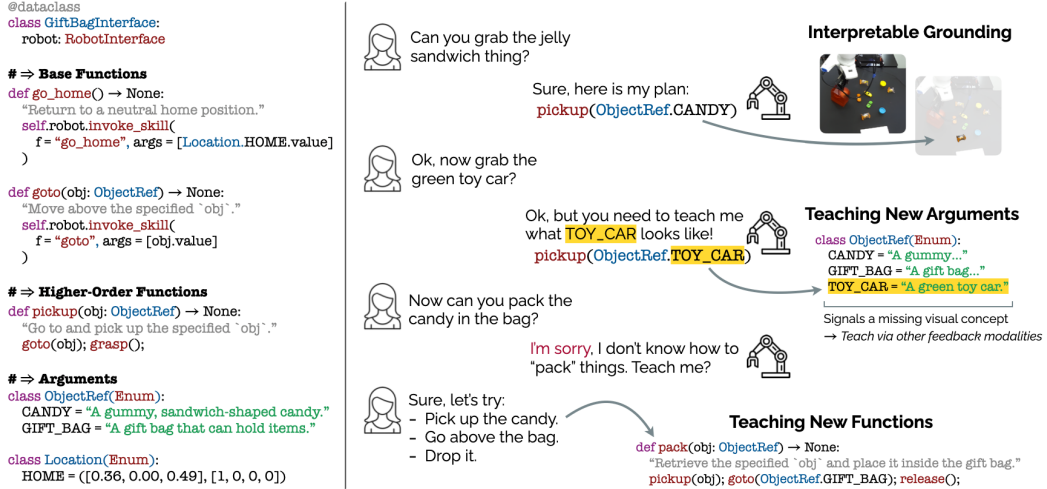 @dataclass
class GiftBagInterface:
robot: RobotInterface
# ⇒ Base Functions
def go_home() → None:
“Return to a neutral home position.”
self.robot.invoke_skill(
f = “go_home”, args = [Location.HOME.value]
)
def goto(obj: ObjectRef) → None:
“Move above the specified `obj`.”
self.robot.invoke_skill(
f = “goto”, args = [obj.value]
)
# ⇒ Higher-Order Functions
def pickup(obj: ObjectRef) → None:
“Go to and pick up the specified `obj`.”
goto(obj); grasp();
# ⇒ Arguments
class ObjectRef(Enum):
CANDY = “A gummy, sandwich-shaped candy.”
GIFT_BAG = “A gift bag that can hold items.”
class Location(Enum):
HOME = ([0.36, 0.00, 0.49], [1, 0, 0, 0])
Can you grab the jelly
sandwich thing?
Sure, here is my plan:
pickup(ObjectRef.CANDY)
Interpretable Grounding
Ok, now grab the
green toy car?
Ok, but you need to teach me
what TOY_CAR looks like!
pickup(ObjectRef.TOY_CAR)
Teaching New Arguments
class ObjectRef(Enum):
CANDY = “A gummy...”
GIFT_BAG = “A gift bag...”
TOY_CAR = “A green toy car.”
Signals a missing visual concept
→ Teach via other feedback modalities
Now can you pack the
candy in the bag?
I’m sorry, I don’t know how to
“pack” things. Teach me?
Sure, let’s try:
- Pick up the candy.
- Go above the bag.
- Drop it.
Teaching New Functions
def pack(obj: ObjectRef) → None:
“Retrieve the specified `obj` and place it inside the gift bag.”
pickup(obj); goto(ObjectRef.GIFT_BAG); release();